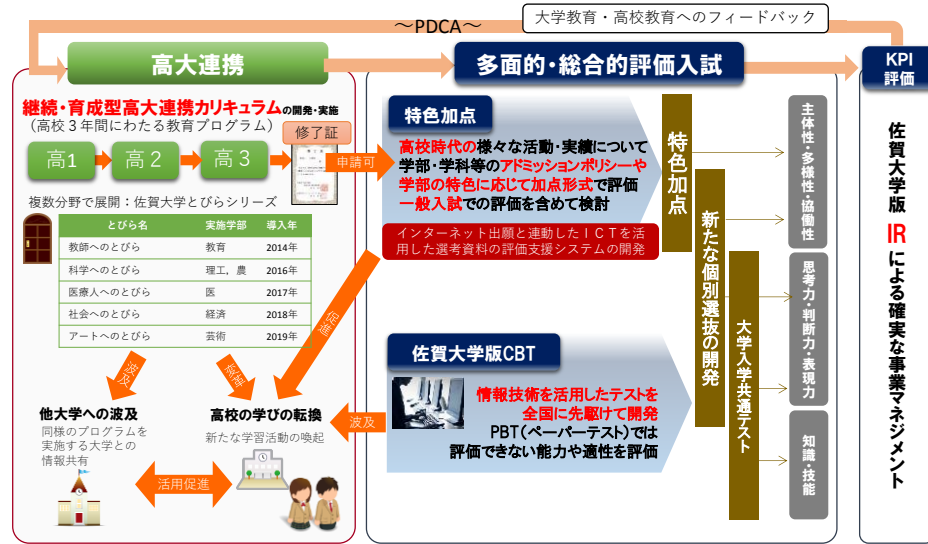 大学教育・高校教育へのフィードバック
～PDCA～
高大連携
多面的・総合的評価入試
KPI
評価
継続・育成型高大連携カリキュラムの開発・実施
（高校３年間にわたる教育プログラム）
修了証
高1
高２
高３
申請可
複数分野で展開：佐賀大学とびらシリーズ
とびら名 実施学部 導入年
教師へのとびら 教育 2014年
科学へのとびら 理工，農 2016年
医療人へのとびら 医 2017年
社会へのとびら 経済 2018年
アートへのとびら 芸術 2019年
波及
変革
促進
他大学への波及
同様のプログラムを
実施する大学との
情報共有
高校の学びの転換
新たな学習活動の喚起
活用促進
波及
特色加点
高校時代の様々な活動・実績について
学部・学科等のアドミッションポリシーや
学部の特色に応じて加点形式で評価
一般入試での評価を含めて検討
インターネット出願と連動したＩＣＴを活
用した選考資料の評価支援システムの開発
佐賀大学版CBT
情報技術を活用したテストを
全国に先駆けて開発
PBT（ペーパーテスト）では
評価できない能力や適性を評価
特色加点
新たな個別選抜の開発
大学入学共通テスト
主体性・多様性・協働性
思考力・判断力・表現力
知識・技能
佐賀大学版IRによる確実な事業マネジメント